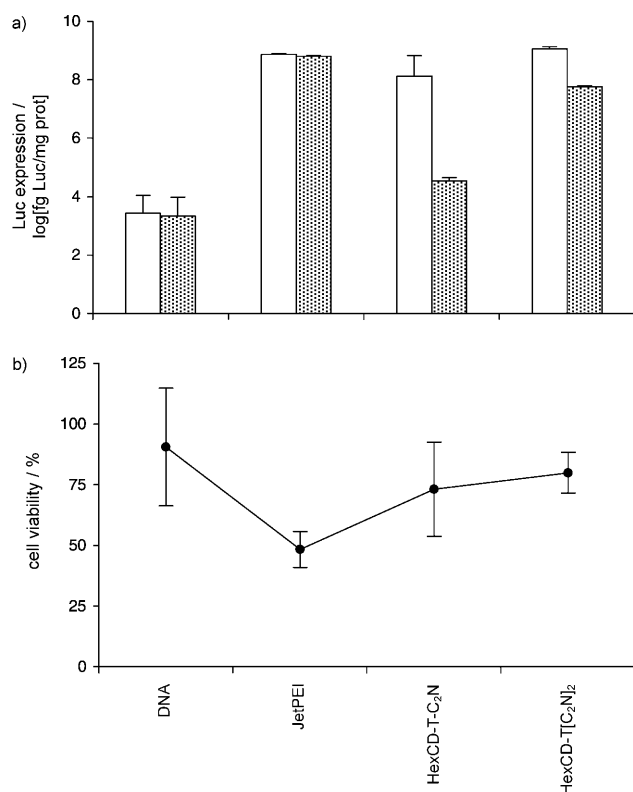 a)
Luc expression /
log[fg Luc/mg prot]
10
8
6
4
2
0
b)
cell viability / %
125
100
75
50
25
0
DNA
JetPEI
HexCD-T-C₂N
HexCD-T[C₂N]₂